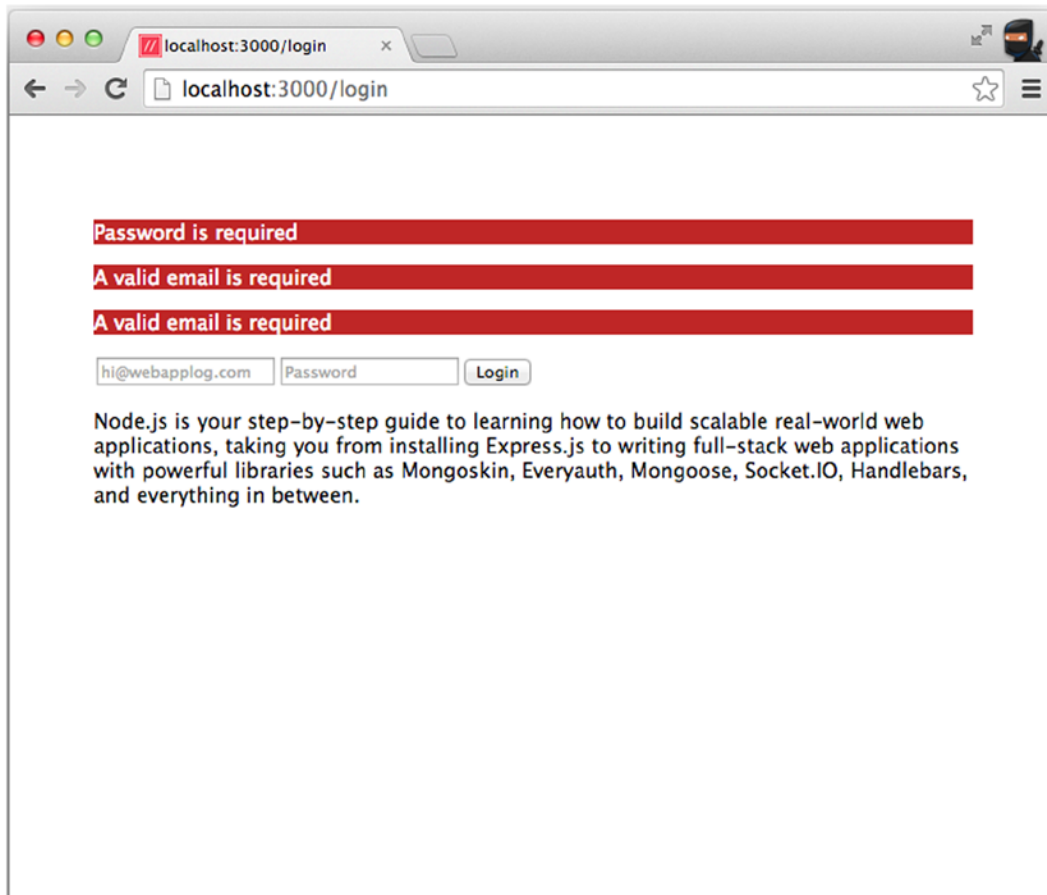 localhost:3000/login
localhost:3000/login
Password is required
A valid email is required
A valid email is required
hi@webapplog.com Password Login
Node.js is your step-by-step guide to learning how to build scalable real-world web
applications, taking you from installing Express.js to writing full-stack web applications
with powerful libraries such as Mongoskin, Everyauth, Mongoose, Socket.IO, Handlebars,
and everything in between.